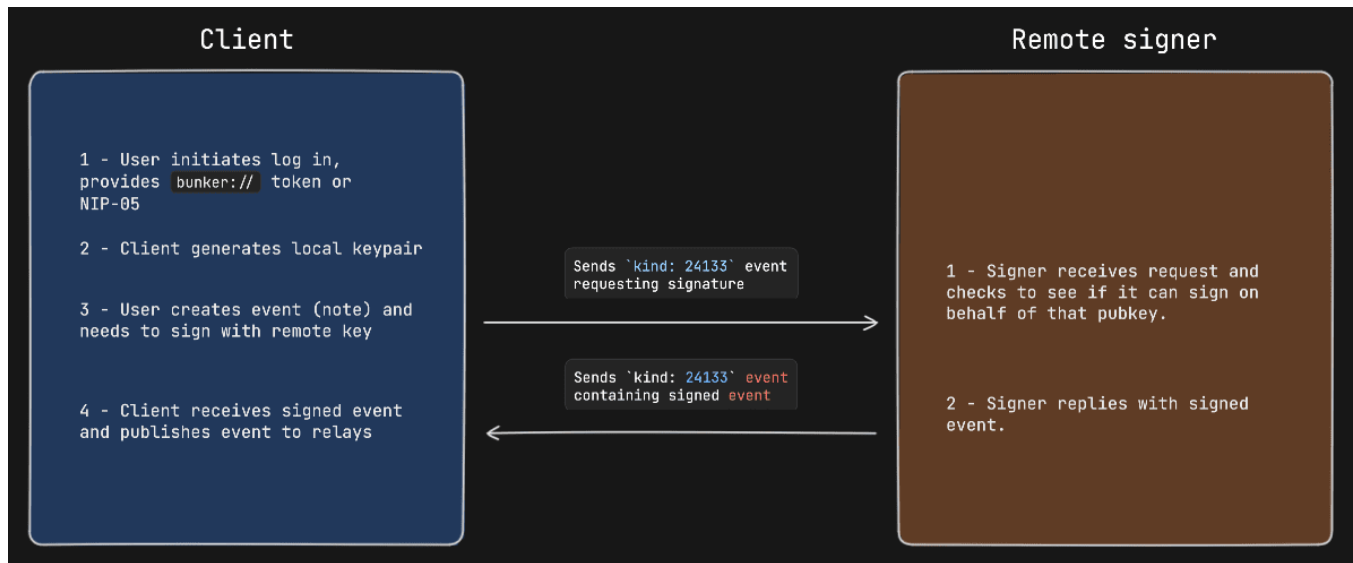 Client
Remote signer
1 - User initiates log in,
provides bunker:// token or
NIP-05
2 - Client generates local keypair
3 - User creates event (note) and
needs to sign with remote key
4 - Client receives signed event
and publishes event to relays
Sends `kind: 24133` event
requesting signature
Sends `kind: 24133` event
containing signed event
1 - Signer receives request and
checks to see if it can sign on
behalf of that pubkey.
2 - Signer replies with signed
event.